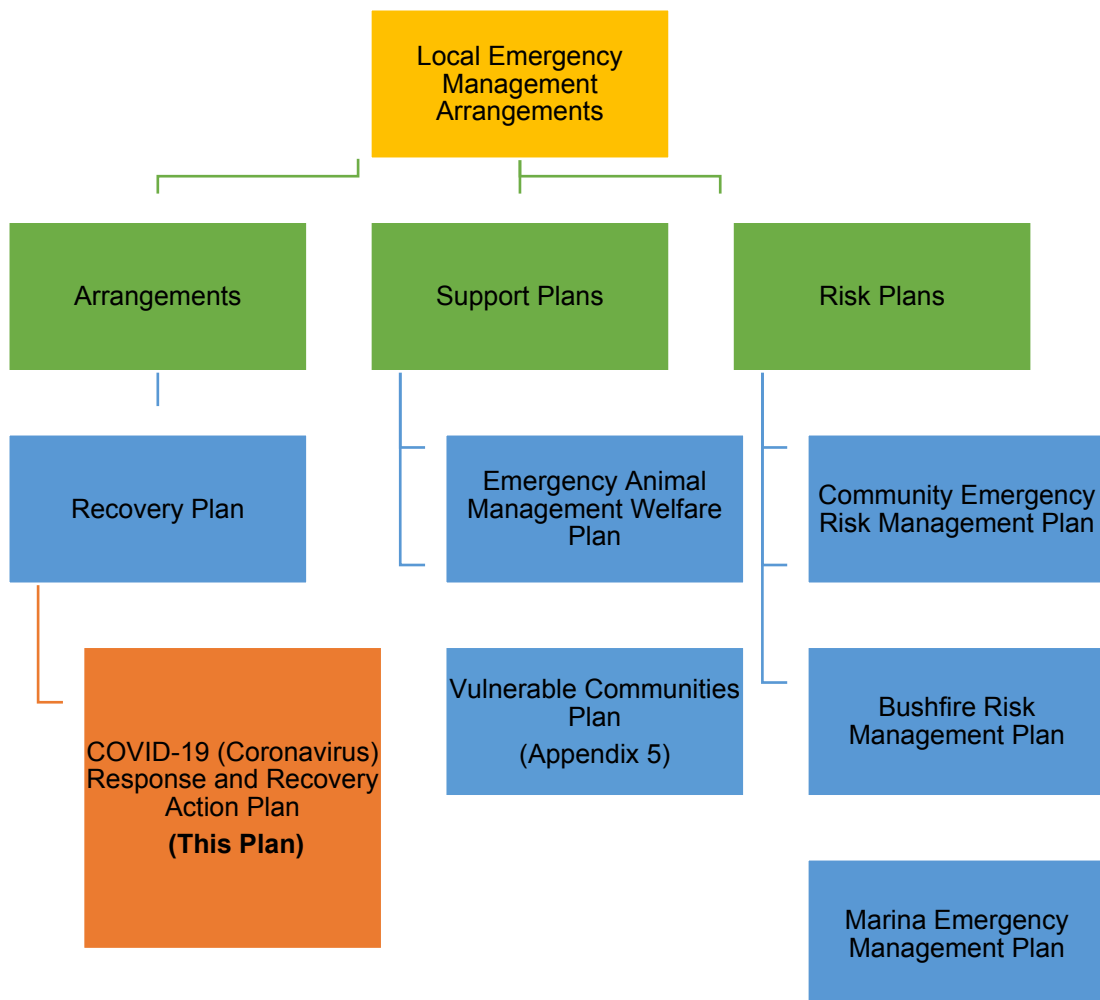 Local Emergency
Management
Arrangements
Arrangements
Support Plans
Risk Plans
Recovery Plan
Emergency Animal
Management Welfare
Plan
Community Emergency
Risk Management Plan
COVID-19 (Coronavirus)
Response and Recovery
Action Plan
(This Plan)
Vulnerable Communities
Plan
(Appendix 5)
Bushfire Risk
Management Plan
Marina Emergency
Management Plan